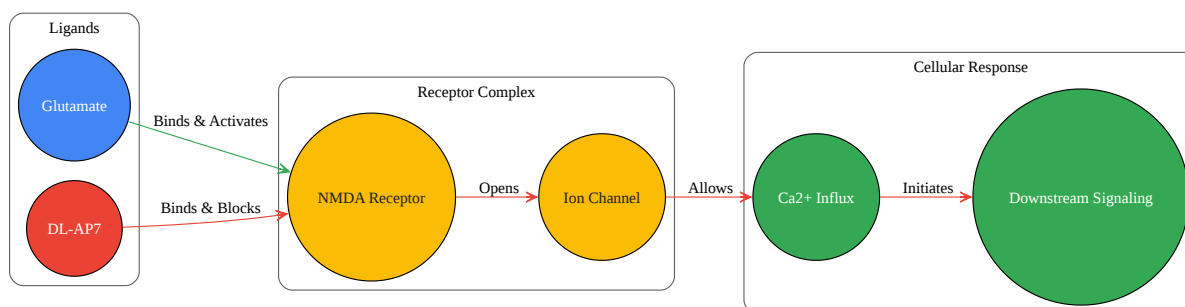 Ligands
Glutamate
DL-AP7
Binds & Activates
Binds & Blocks
Receptor Complex
NMDA Receptor
Opens
Ion Channel
Allows
Cellular Response
Ca2+ Influx
Initiates
Downstream Signaling